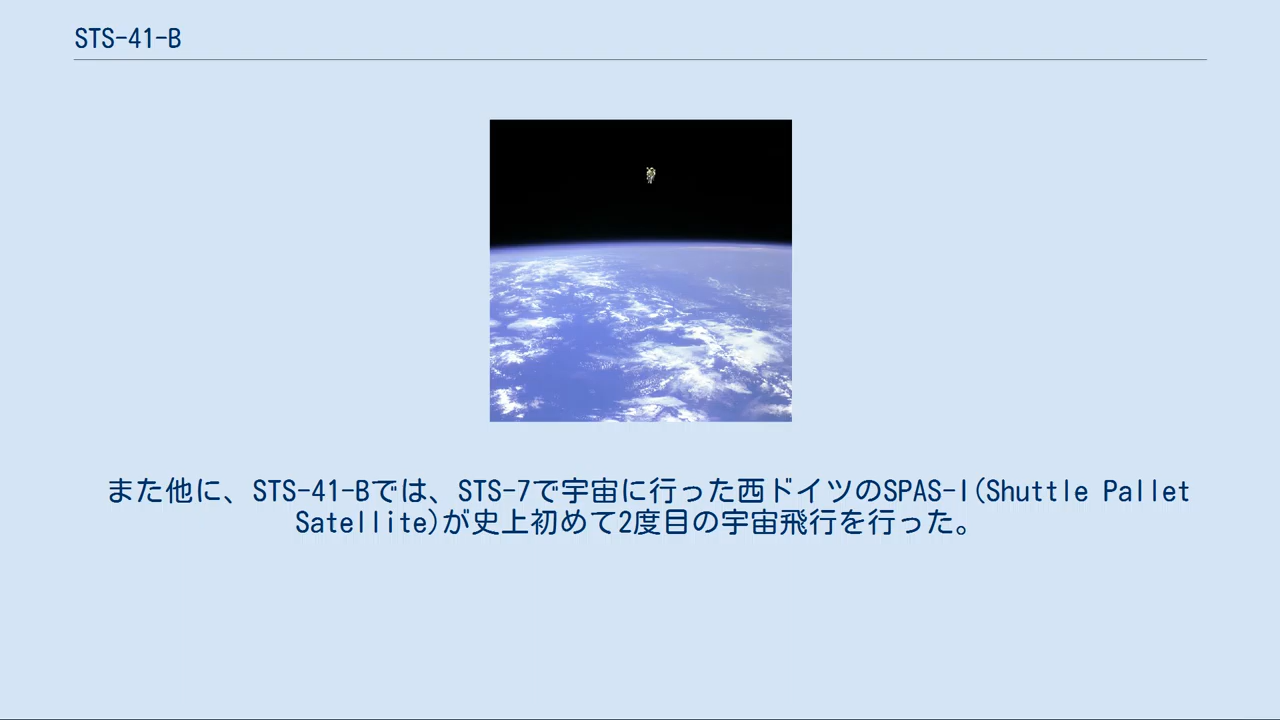 STS-41-B
また他に、STS-41-Bでは、STS-7で宇宙に行った西ドイツのSPAS-I(Shuttle Pallet
Satellite)が史上初めて2度目の宇宙飛行を行った。